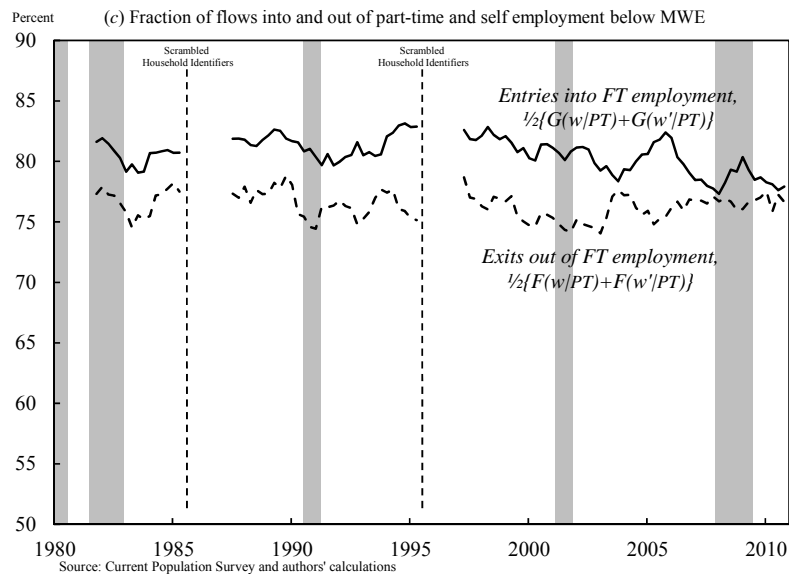 Percent
(c) Fraction of flows into and out of part-time and self employment below MWE
90
85
80
75
70
65
60
55
50
Scrambled
Household Identifiers
Scrambled
Household Identifiers
Entries into FT employment,
½{G(w|PT)+G(w'|PT)}
Exits out of FT employment,
½{F(w|PT)+F(w'|PT)}
1980 1985 1990 1995 2000 2005 2010
Source: Current Population Survey and authors' calculations